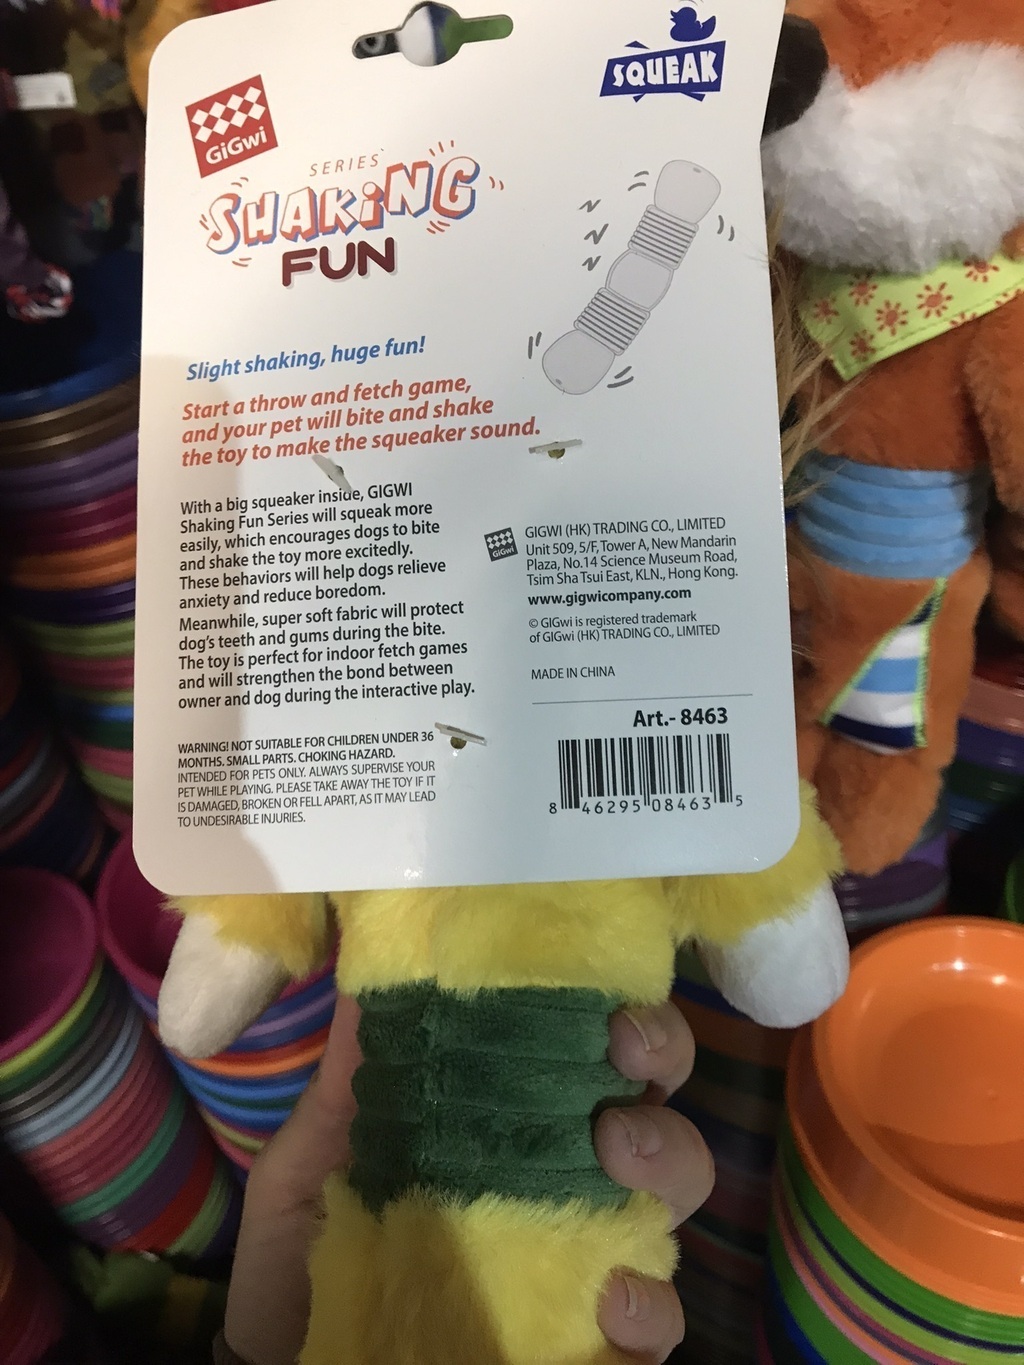 SQUEAK
GiGwi
SERIES
SHAKiNG
FUN
Slight shaking, huge fun!
Start a throw and fetch game,
and your pet will bite and shake
the toy to make the squeaker sound.
With a big squeaker inside, GIGWI
Shaking Fun Series will squeak more
easily, which encourages dogs to bite
and shake the toy more excitedly.
These behaviors will help dogs relieve
anxiety and reduce boredom.
Meanwhile, super soft fabric will protect
dog's teeth and gums during the bite.
The toy is perfect for indoor fetch games
and will strengthen the bond between
owner and dog during the interactive play.
WARNING! NOT SUITABLE FOR CHILDREN UNDER 36
MONTHS. SMALL PARTS. CHOKING HAZARD.
INTENDED FOR PETS ONLY. ALWAYS SUPERVISE YOUR
PET WHILE PLAYING. PLEASE TAKE AWAY THE TOY IF IT
IS DAMAGED, BROKEN OR FELL APART, AS IT MAY LEAD
TO UNDESIRABLE INJURIES.
GiGwi
GIGWI (HK) TRADING CO., LIMITED
Unit 509, 5/F, Tower A, New Mandarin
Plaza, No.14 Science Museum Road,
Tsim Sha Tsui East, KLN., Hong Kong.
www.gigwicompany.com
© GIGwi is registered trademark
of GIGwi (HK) TRADING CO., LIMITED
MADE IN CHINA
Art.- 8463
8 46295 08463 5